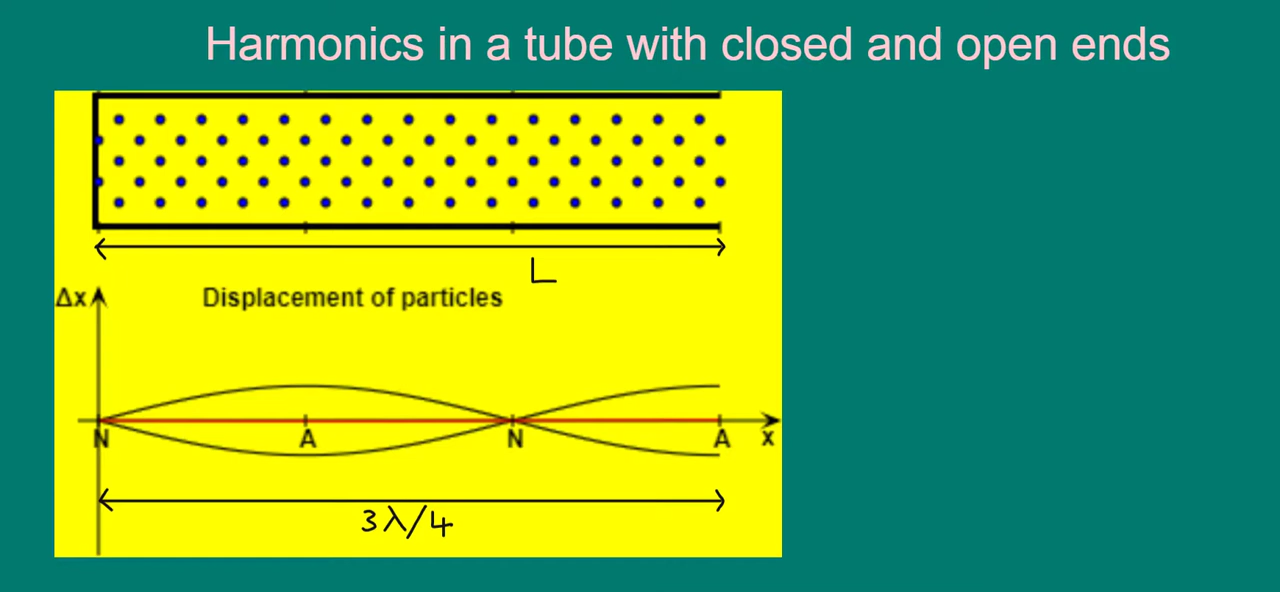 Harmonics in a tube with closed and open ends
L
Δx
Displacement of particles
N A N A x
3λ/4